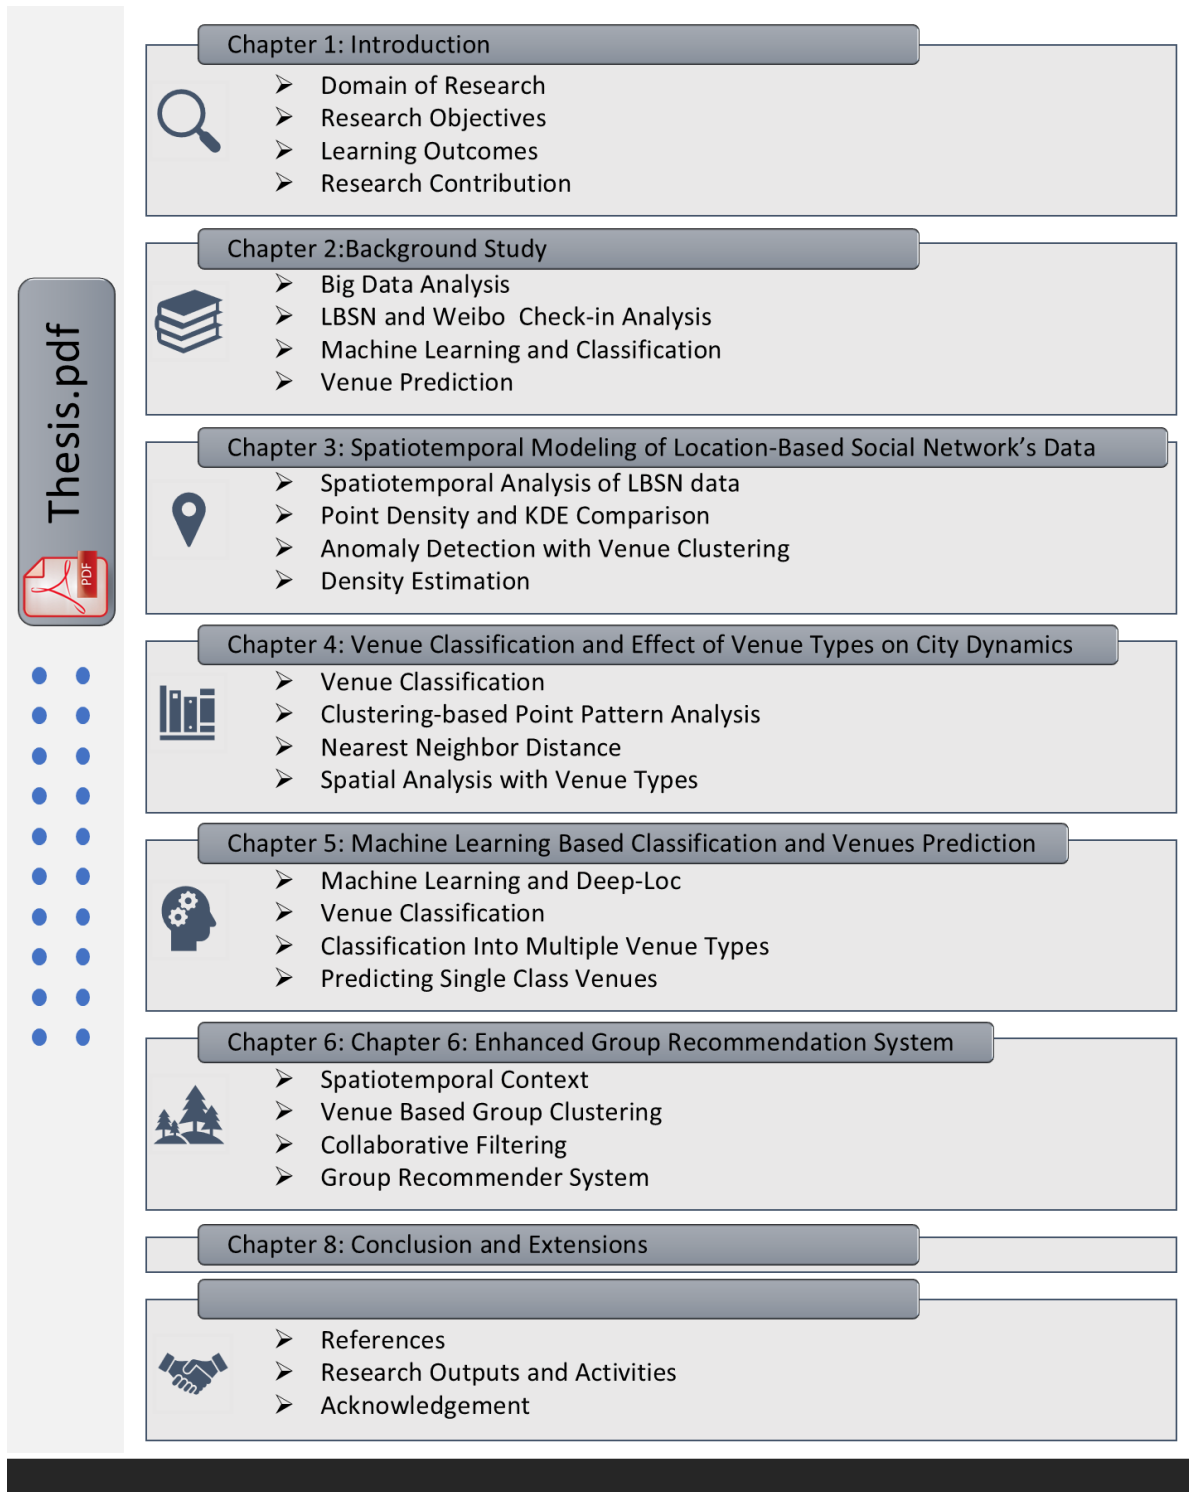 Thesis.pdf
PDF
Chapter 1: Introduction
➢ Domain of Research
➢ Research Objectives
➢ Learning Outcomes
➢ Research Contribution
Chapter 2:Background Study
➢ Big Data Analysis
➢ LBSN and Weibo  Check-in Analysis
➢ Machine Learning and Classification
➢ Venue Prediction
Chapter 3: Spatiotemporal Modeling of Location-Based Social Network’s Data
➢ Spatiotemporal Analysis of LBSN data
➢ Point Density and KDE Comparison
➢ Anomaly Detection with Venue Clustering
➢ Density Estimation
Chapter 4: Venue Classification and Effect of Venue Types on City Dynamics
➢ Venue Classification
➢ Clustering-based Point Pattern Analysis
➢ Nearest Neighbor Distance
➢ Spatial Analysis with Venue Types
Chapter 5: Machine Learning Based Classification and Venues Prediction
➢ Machine Learning and Deep-Loc
➢ Venue Classification
➢ Classification Into Multiple Venue Types
➢ Predicting Single Class Venues
Chapter 6: Chapter 6: Enhanced Group Recommendation System
➢ Spatiotemporal Context
➢ Venue Based Group Clustering
➢ Collaborative Filtering
➢ Group Recommender System
Chapter 8: Conclusion and Extensions
➢ References
➢ Research Outputs and Activities
➢ Acknowledgement